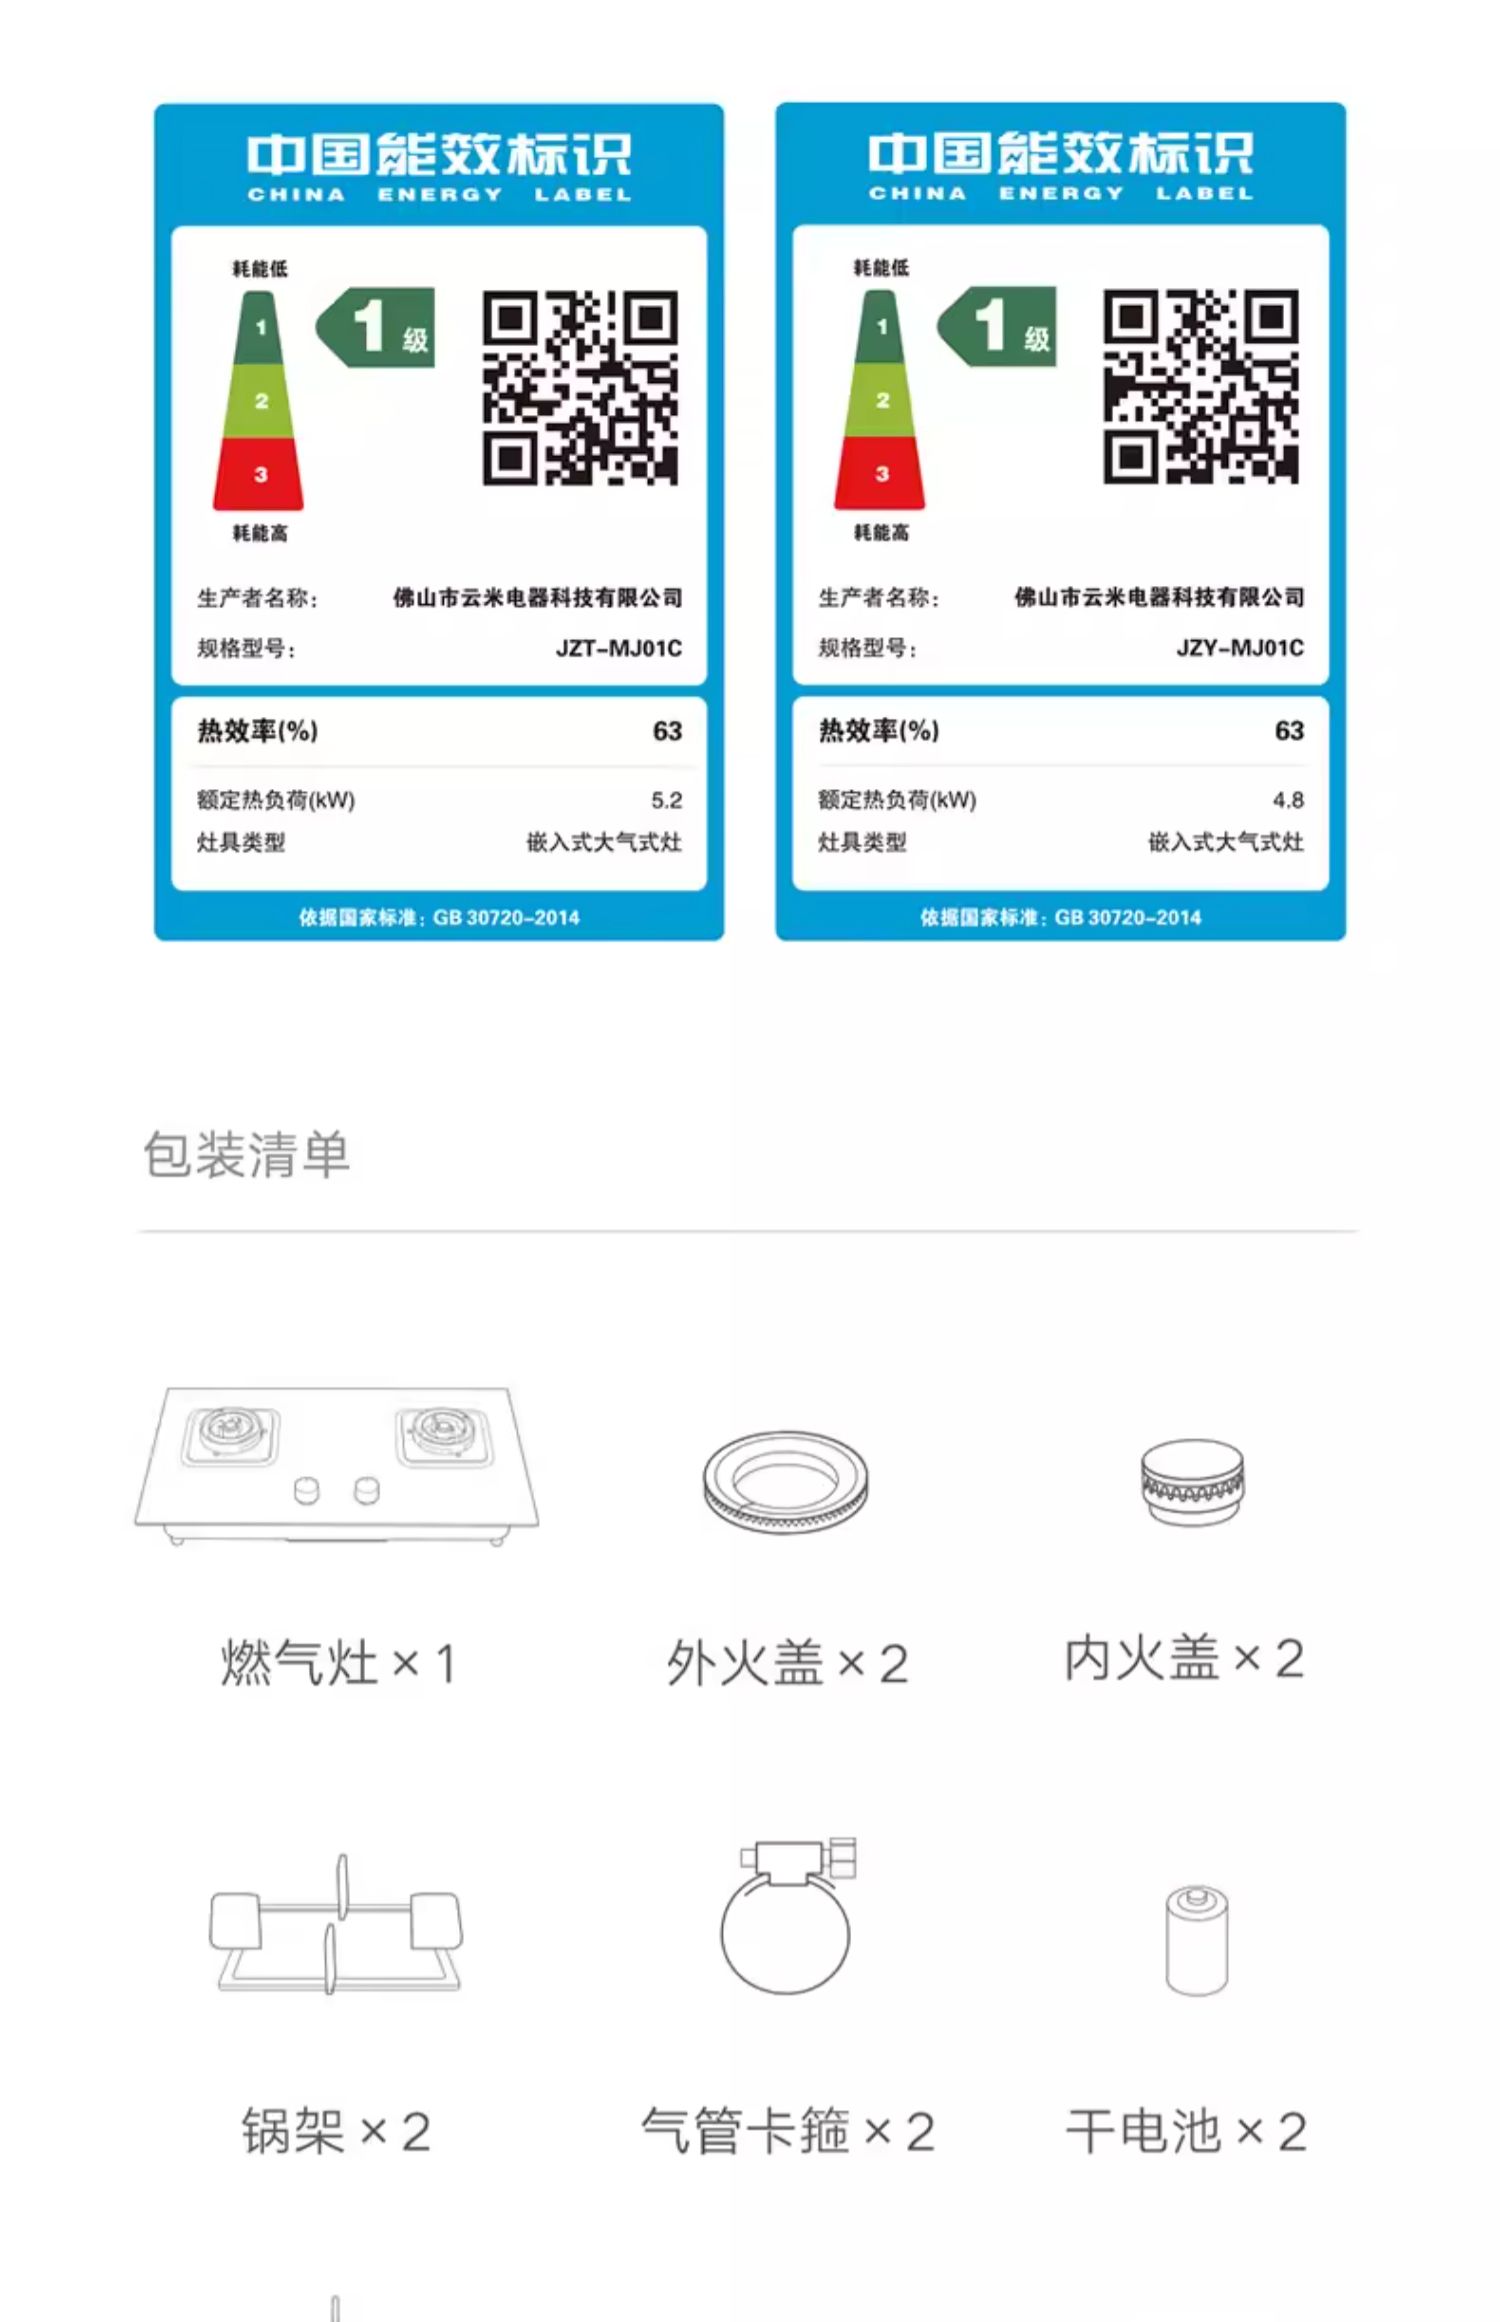 中国能效标识
CHINA ENERGY LABEL
耗能低
1
2
3
耗能高
1级
生产者名称: 佛山市云米电器科技有限公司
规格型号: JZT-MJ01C
热效率(%) 63
额定热负荷(kW) 5.2
灶具类型 嵌入式大气式灶
依据国家标准: GB 30720-2014
中国能效标识
CHINA ENERGY LABEL
耗能低
1
2
3
耗能高
1级
生产者名称: 佛山市云米电器科技有限公司
规格型号: JZY-MJ01C
热效率(%) 63
额定热负荷(kW) 4.8
灶具类型 嵌入式大气式灶
依据国家标准: GB 30720-2014
包装清单
燃气灶×1
外火盖×2
内火盖×2
锅架×2
气管卡箍×2
干电池×2